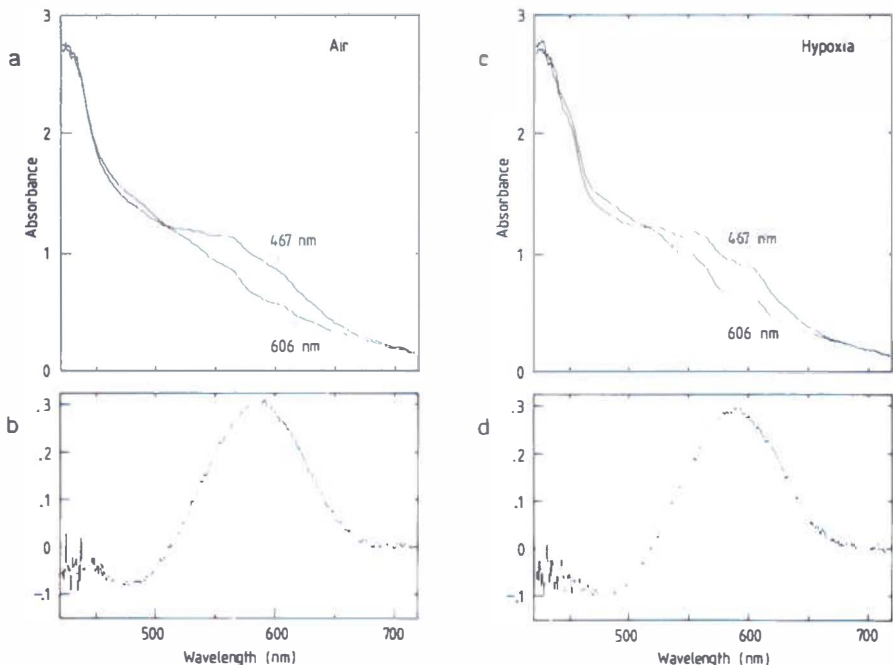 a
Air
3
2
1
0
Absorbance
467 nm
606 nm
b
.3
.2
.1
0
-.1
500
600
700
Wavelength (nm)
c
Hypoxia
3
2
1
0
Absorbance
467 nm
606 nm
d
.3
.2
.1
0
-.1
500
600
700
Wavelength (nm)